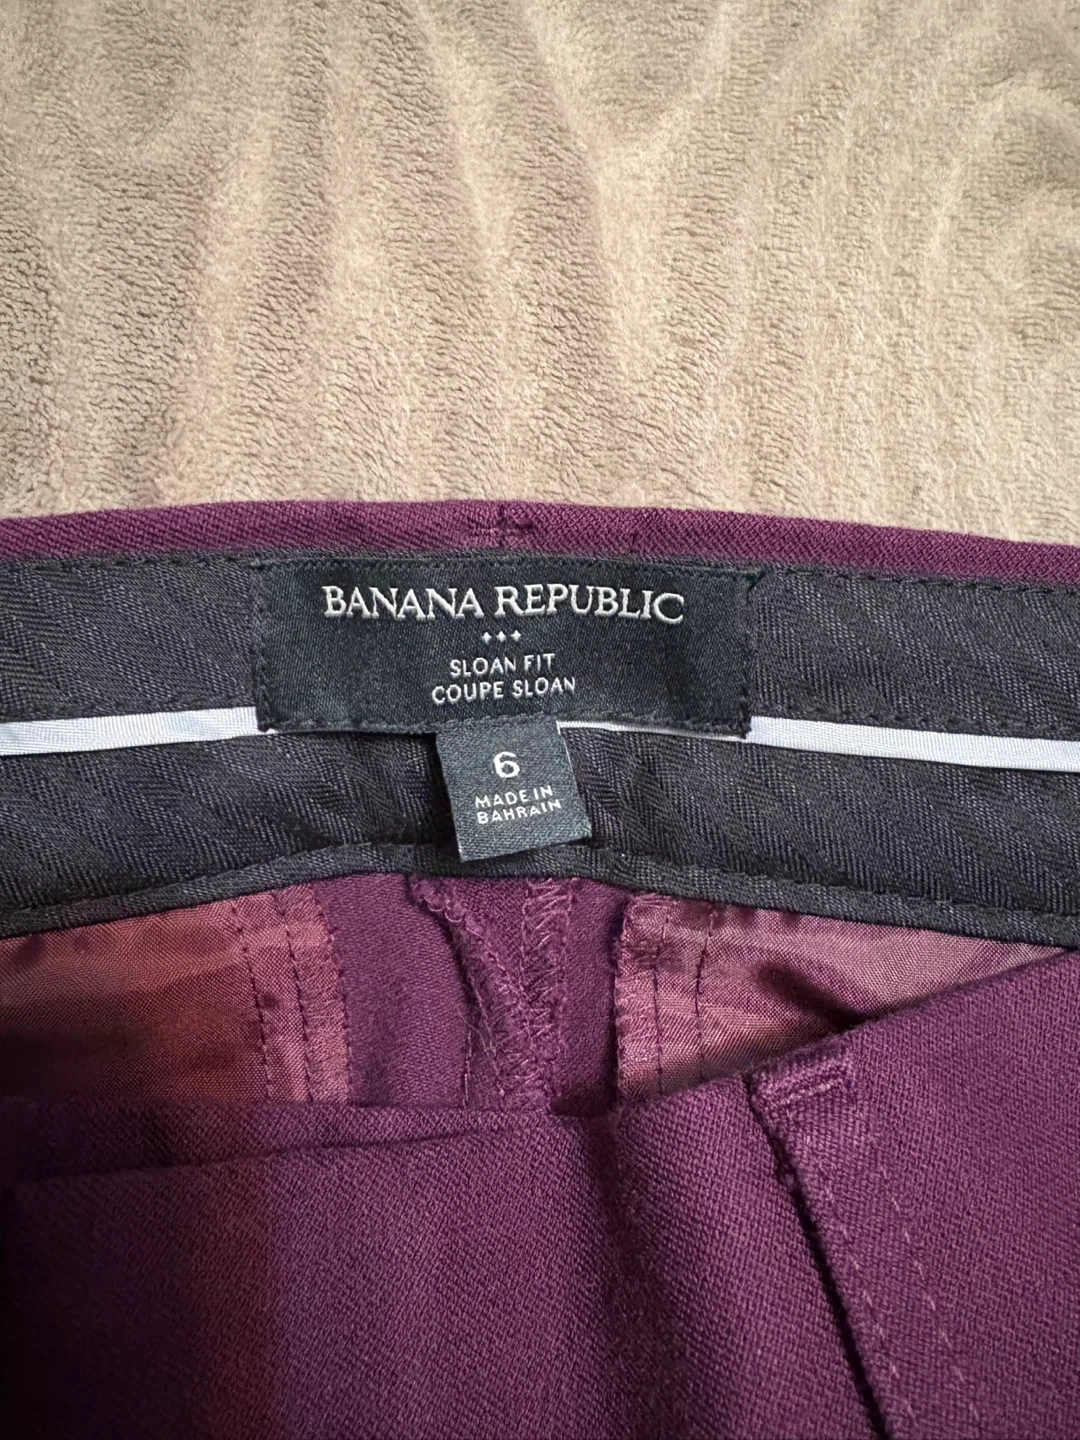 BANANA REPUBLIC
SLOAN FIT
COUPE SLOAN
6
MADE IN
BAHRAIN